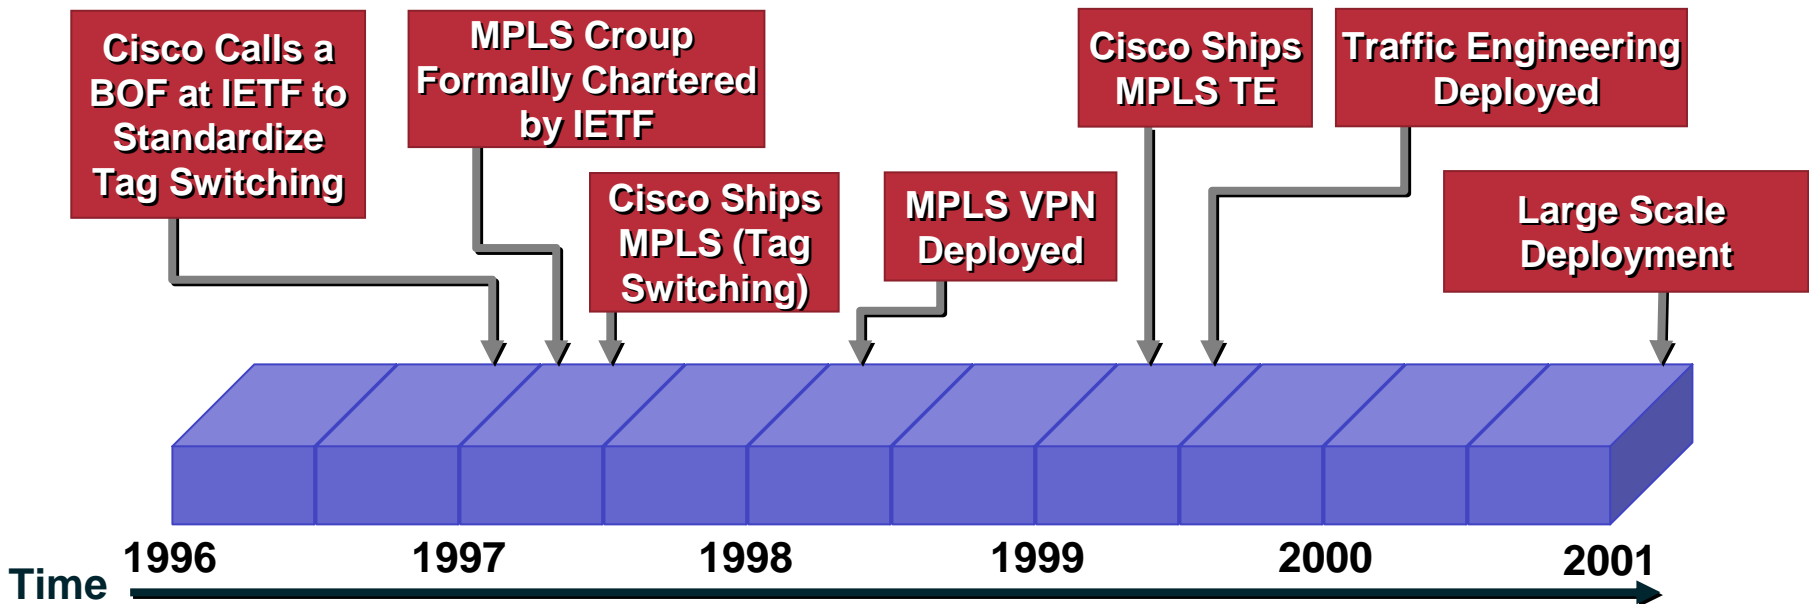 Cisco Calls a
BOF at IETF to
Standardize
Tag Switching
MPLS Croup
Formally Chartered
by IETF
Cisco Ships
MPLS (Tag
Switching)
MPLS VPN
Deployed
Cisco Ships
MPLS TE
Traffic Engineering
Deployed
Large Scale
Deployment
1996
1997
1998
1999
2000
2001
Time